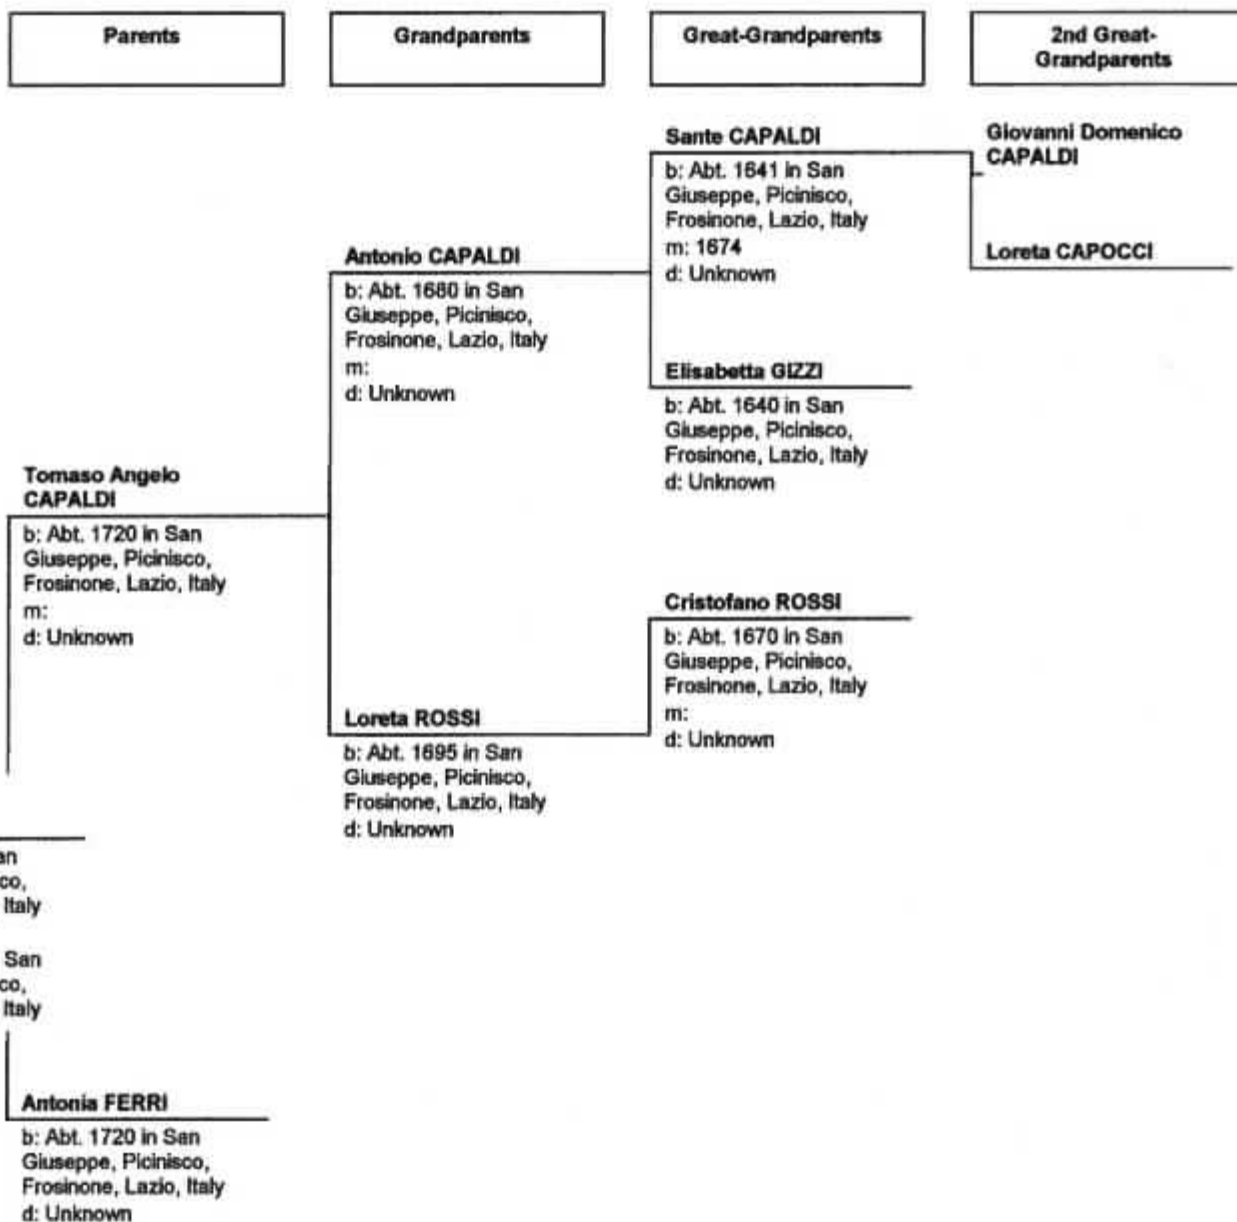 Parents
Grandparents
Great-Grandparents
2nd Great-
Grandparents
Sante CAPALDI
b: Abt. 1641 in San
Giuseppe, Picinisco,
Frosinone, Lazio, Italy
m: 1674
d: Unknown
Giovanni Domenico
CAPALDI
Loreta CAPOCCI
Antonio CAPALDI
b: Abt. 1680 in San
Giuseppe, Picinisco,
Frosinone, Lazio, Italy
m:
d: Unknown
Elisabetta GIZZI
b: Abt. 1640 in San
Giuseppe, Picinisco,
Frosinone, Lazio, Italy
d: Unknown
Tomaso Angelo
CAPALDI
b: Abt. 1720 in San
Giuseppe, Picinisco,
Frosinone, Lazio, Italy
m:
d: Unknown
Cristofano ROSSI
b: Abt. 1670 in San
Giuseppe, Picinisco,
Frosinone, Lazio, Italy
m:
d: Unknown
Loreta ROSSI
b: Abt. 1695 in San
Giuseppe, Picinisco,
Frosinone, Lazio, Italy
d: Unknown
an
co,
Italy
San
co,
Italy
Antonia FERRI
b: Abt. 1720 in San
Giuseppe, Picinisco,
Frosinone, Lazio, Italy
d: Unknown